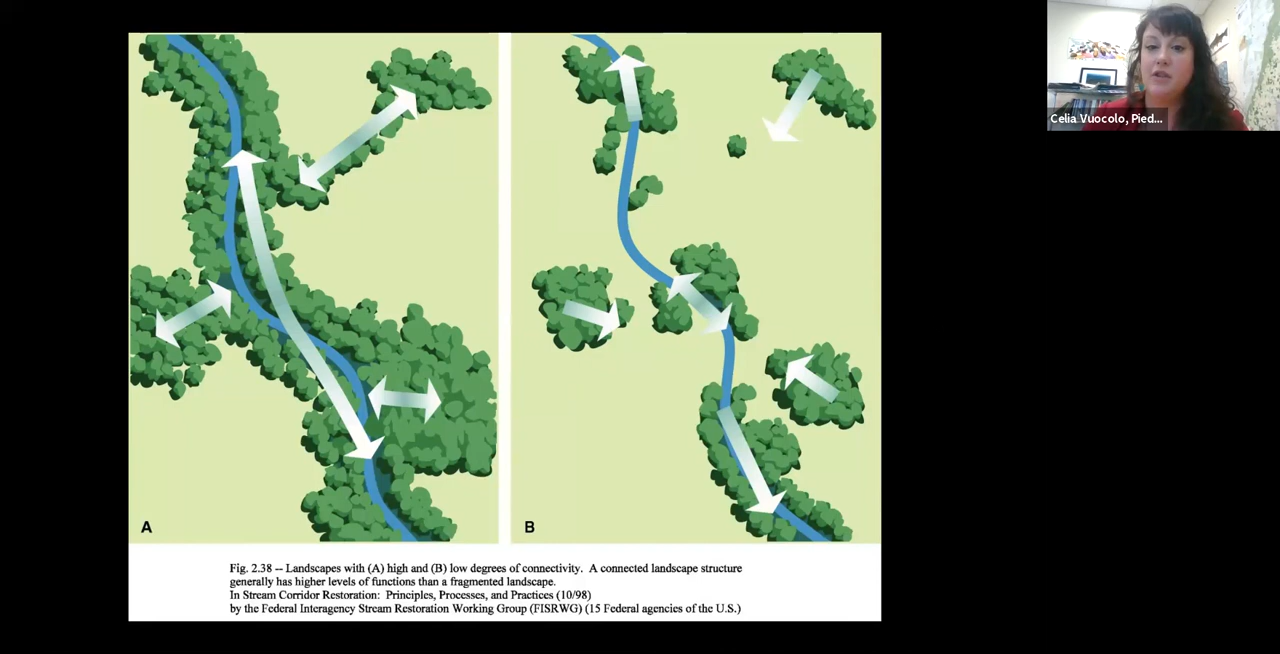 Celia Vuocolo, Pied...
A
B
Fig. 2.38 -- Landscapes with (A) high and (B) low degrees of connectivity. A connected landscape structure
generally has higher levels of functions than a fragmented landscape.
In Stream Corridor Restoration: Principles, Processes, and Practices (10/98)
by the Federal Interagency Stream Restoration Working Group (FISRWG) (15 Federal agencies of the U.S.)